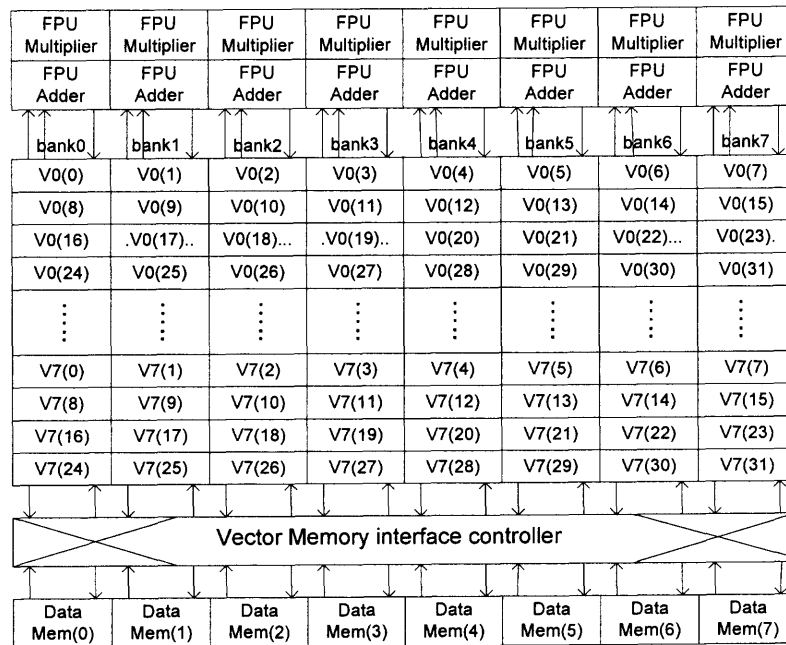 FPU Multiplier FPU Multiplier FPU Multiplier FPU Multiplier FPU Multiplier FPU Multiplier FPU Multiplier FPU Multiplier
FPU Adder FPU Adder FPU Adder FPU Adder FPU Adder FPU Adder FPU Adder FPU Adder
bank0 bank1 bank2 bank3 bank4 bank5 bank6 bank7
V0(0) V0(1) V0(2) V0(3) V0(4) V0(5) V0(6) V0(7)
V0(8) V0(9) V0(10) V0(11) V0(12) V0(13) V0(14) V0(15)
V0(16) .V0(17).. V0(18)... .V0(19).. V0(20) V0(21) V0(22)... V0(23).
V0(24) V0(25) V0(26) V0(27) V0(28) V0(29) V0(30) V0(31)
V7(0) V7(1) V7(2) V7(3) V7(4) V7(5) V7(6) V7(7)
V7(8) V7(9) V7(10) V7(11) V7(12) V7(13) V7(14) V7(15)
V7(16) V7(17) V7(18) V7(19) V7(20) V7(21) V7(22) V7(23)
V7(24) V7(25) V7(26) V7(27) V7(28) V7(29) V7(30) V7(31)
Vector Memory interface controller
Data Mem(0) Data Mem(1) Data Mem(2) Data Mem(3) Data Mem(4) Data Mem(5) Data Mem(6) Data Mem(7)